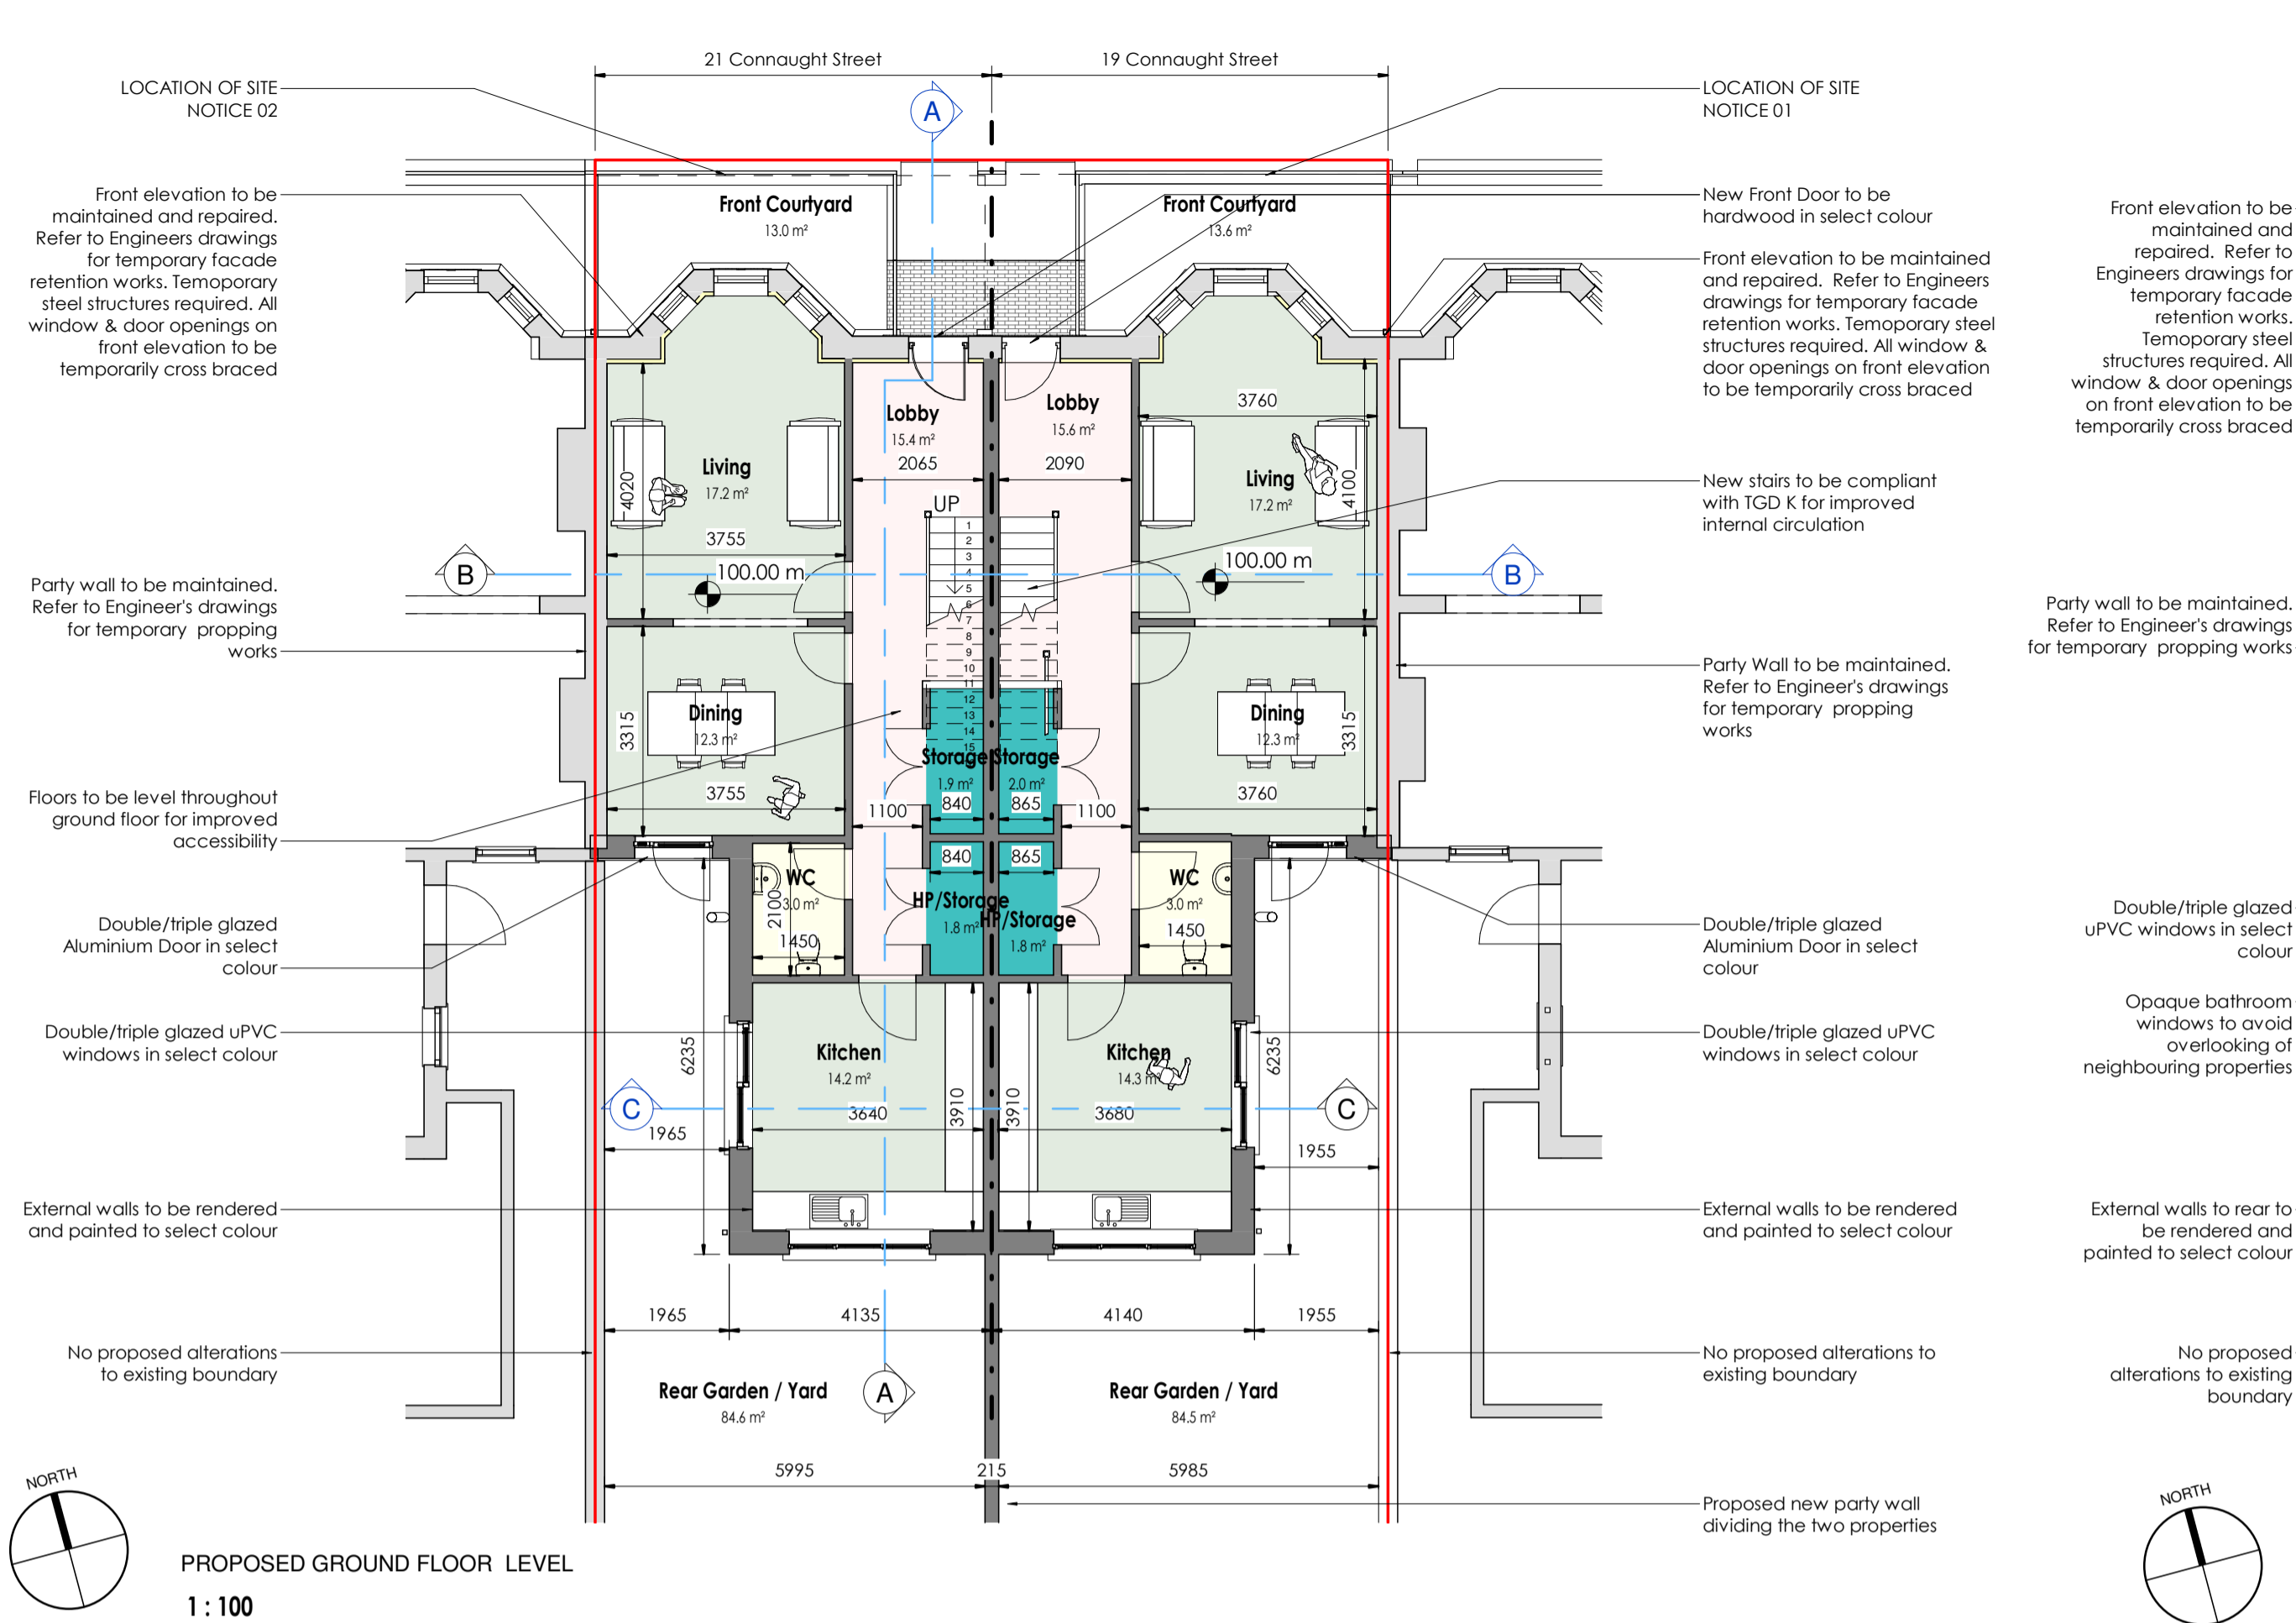 21 Connaught Street
19 Connaught Street
LOCATION OF SITE
NOTICE 02
A
LOCATION OF SITE
NOTICE 01
Front elevation to be
maintained and repaired.
Refer to Engineers drawings
for temporary facade
retention works. Temoporary
steel structures required. All
window & door openings on
front elevation to be
temporarily cross braced
Front Courtyard
13.0 m²
Front Courtyard
13.6 m²
New Front Door to be
hardwood in select colour
Front elevation to be maintained
and repaired. Refer to Engineers
drawings for temporary facade
retention works. Temoporary steel
structures required. All window &
door openings on front elevation
to be temporarily cross braced
Front elevation to be
maintained and
repaired. Refer to
Engineers drawings for
temporary facade
retention works.
Temoporary steel
structures required. All
window & door openings
on front elevation to be
temporarily cross braced
Lobby
15.4 m²
2065
Lobby
15.6 m²
2090
3760
Living
17.2 m²
4020
3755
100.00 m
Living
17.2 m²
4100
100.00 m
UP
1
2
3
4
5
6
7
8
9
10
11
12
13
14
15
New stairs to be compliant
with TGD K for improved
internal circulation
B
B
Party wall to be maintained.
Refer to Engineer's drawings
for temporary propping
works
Party wall to be maintained.
Refer to Engineer's drawings
for temporary propping works
Party Wall to be maintained.
Refer to Engineer's drawings
for temporary propping
works
Dining
12.3 m²
3315
3755
Dining
12.3 m²
3315
3760
Storage
1.9 m²
840
Storage
2.0 m²
865
1100
1100
Floors to be level throughout
ground floor for improved
accessibility
840
865
WC
3.0 m²
2100
1450
HP/Storage
1.8 m²
HP/Storage
1.8 m²
WC
3.0 m²
1450
Double/triple glazed
Aluminium Door in select
colour
Double/triple glazed
Aluminium Door in select
colour
Double/triple glazed
uPVC windows in select
colour
Double/triple glazed uPVC
windows in select colour
Double/triple glazed uPVC
windows in select colour
Opaque bathroom
windows to avoid
overlooking of
neighbouring properties
6235
Kitchen
14.2 m²
3640
3910
Kitchen
14.3 m²
3680
3910
6235
C
C
1965
1955
External walls to be rendered
and painted to select colour
External walls to be rendered
and painted to select colour
External walls to rear to
be rendered and
painted to select colour
1965
4135
4140
1955
No proposed alterations
to existing boundary
No proposed alterations to
existing boundary
No proposed
alterations to existing
boundary
Rear Garden / Yard
84.6 m²
A
Rear Garden / Yard
84.5 m²
5995
215
5985
Proposed new party wall
dividing the two properties
NORTH
NORTH
PROPOSED GROUND FLOOR LEVEL
1 : 100